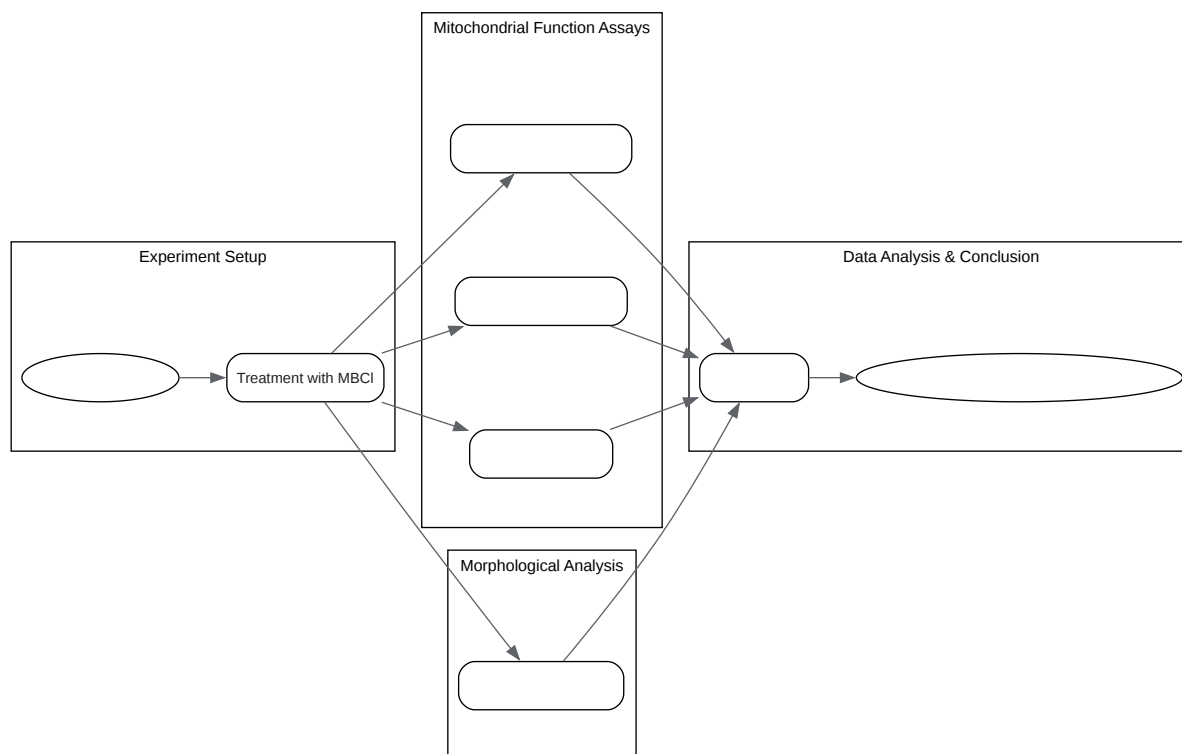 Mitochondrial Function Assays
Experiment Setup
Data Analysis & Conclusion
Treatment with MBCl
Morphological Analysis